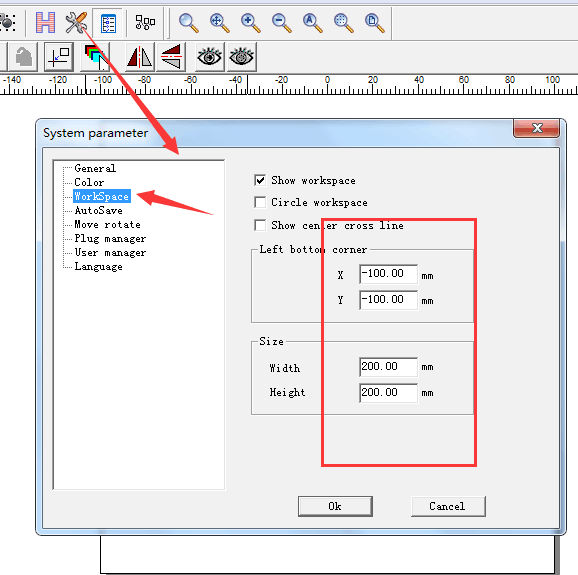 -140 -120 -100 -80 -60 -40 -20 0 20 40 60 80 100
System parameter
General
Color
WorkSpace
AutoSave
Move rotate
Plug manager
User manager
Language
Show workspace
Circle workspace
Show center cross line
Left bottom corner
X -100.00 mm
Y -100.00 mm
Size
Width 200.00 mm
Height 200.00 mm
Ok Cancel